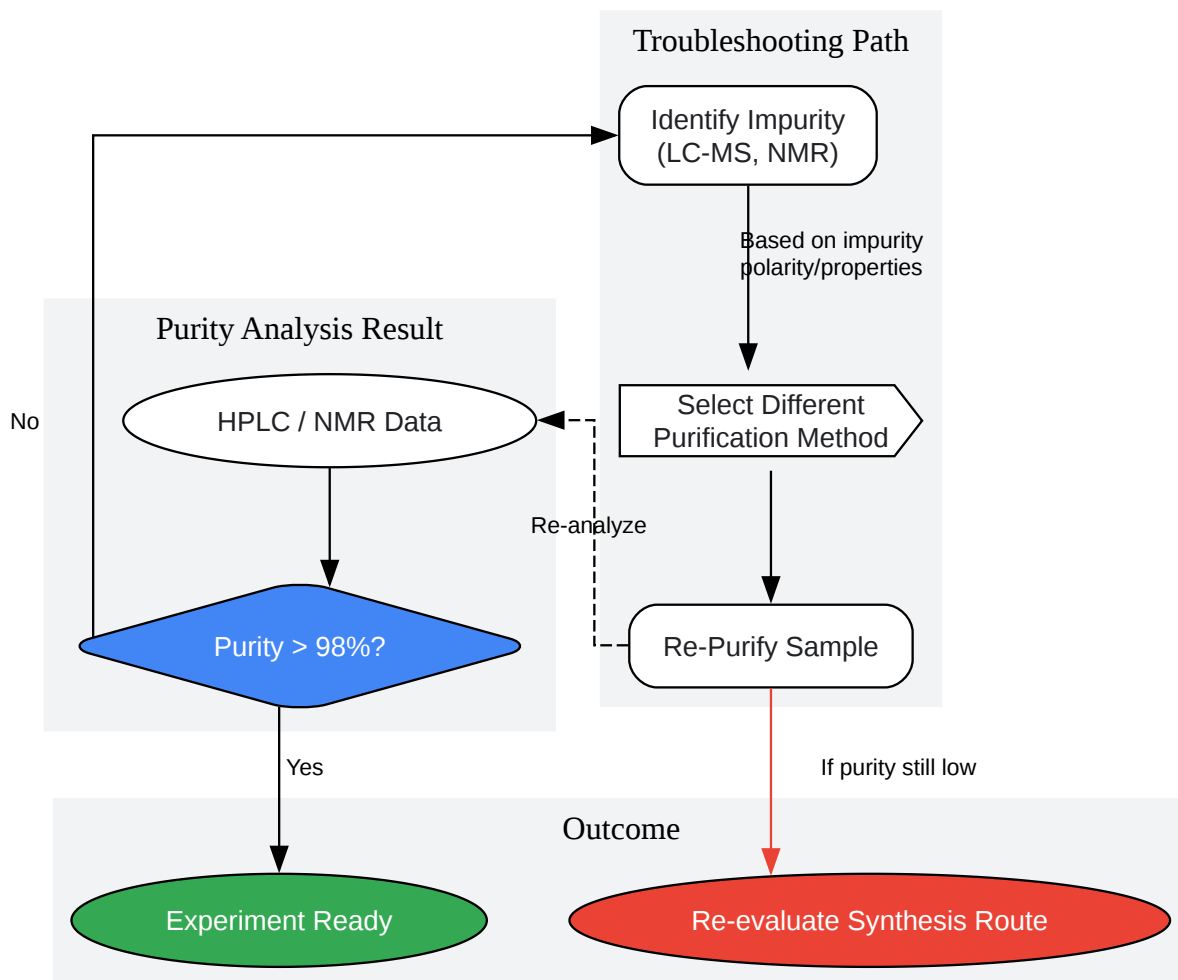 Troubleshooting Path
Identify Impurity
(LC-MS, NMR)
Based on impurity
polarity/properties
Purity Analysis Result
No
HPLC / NMR Data
Select Different
Purification Method
Re-analyze
Purity > 98%?
Re-Purify Sample
Yes
If purity still low
Outcome
Experiment Ready
Re-evaluate Synthesis Route